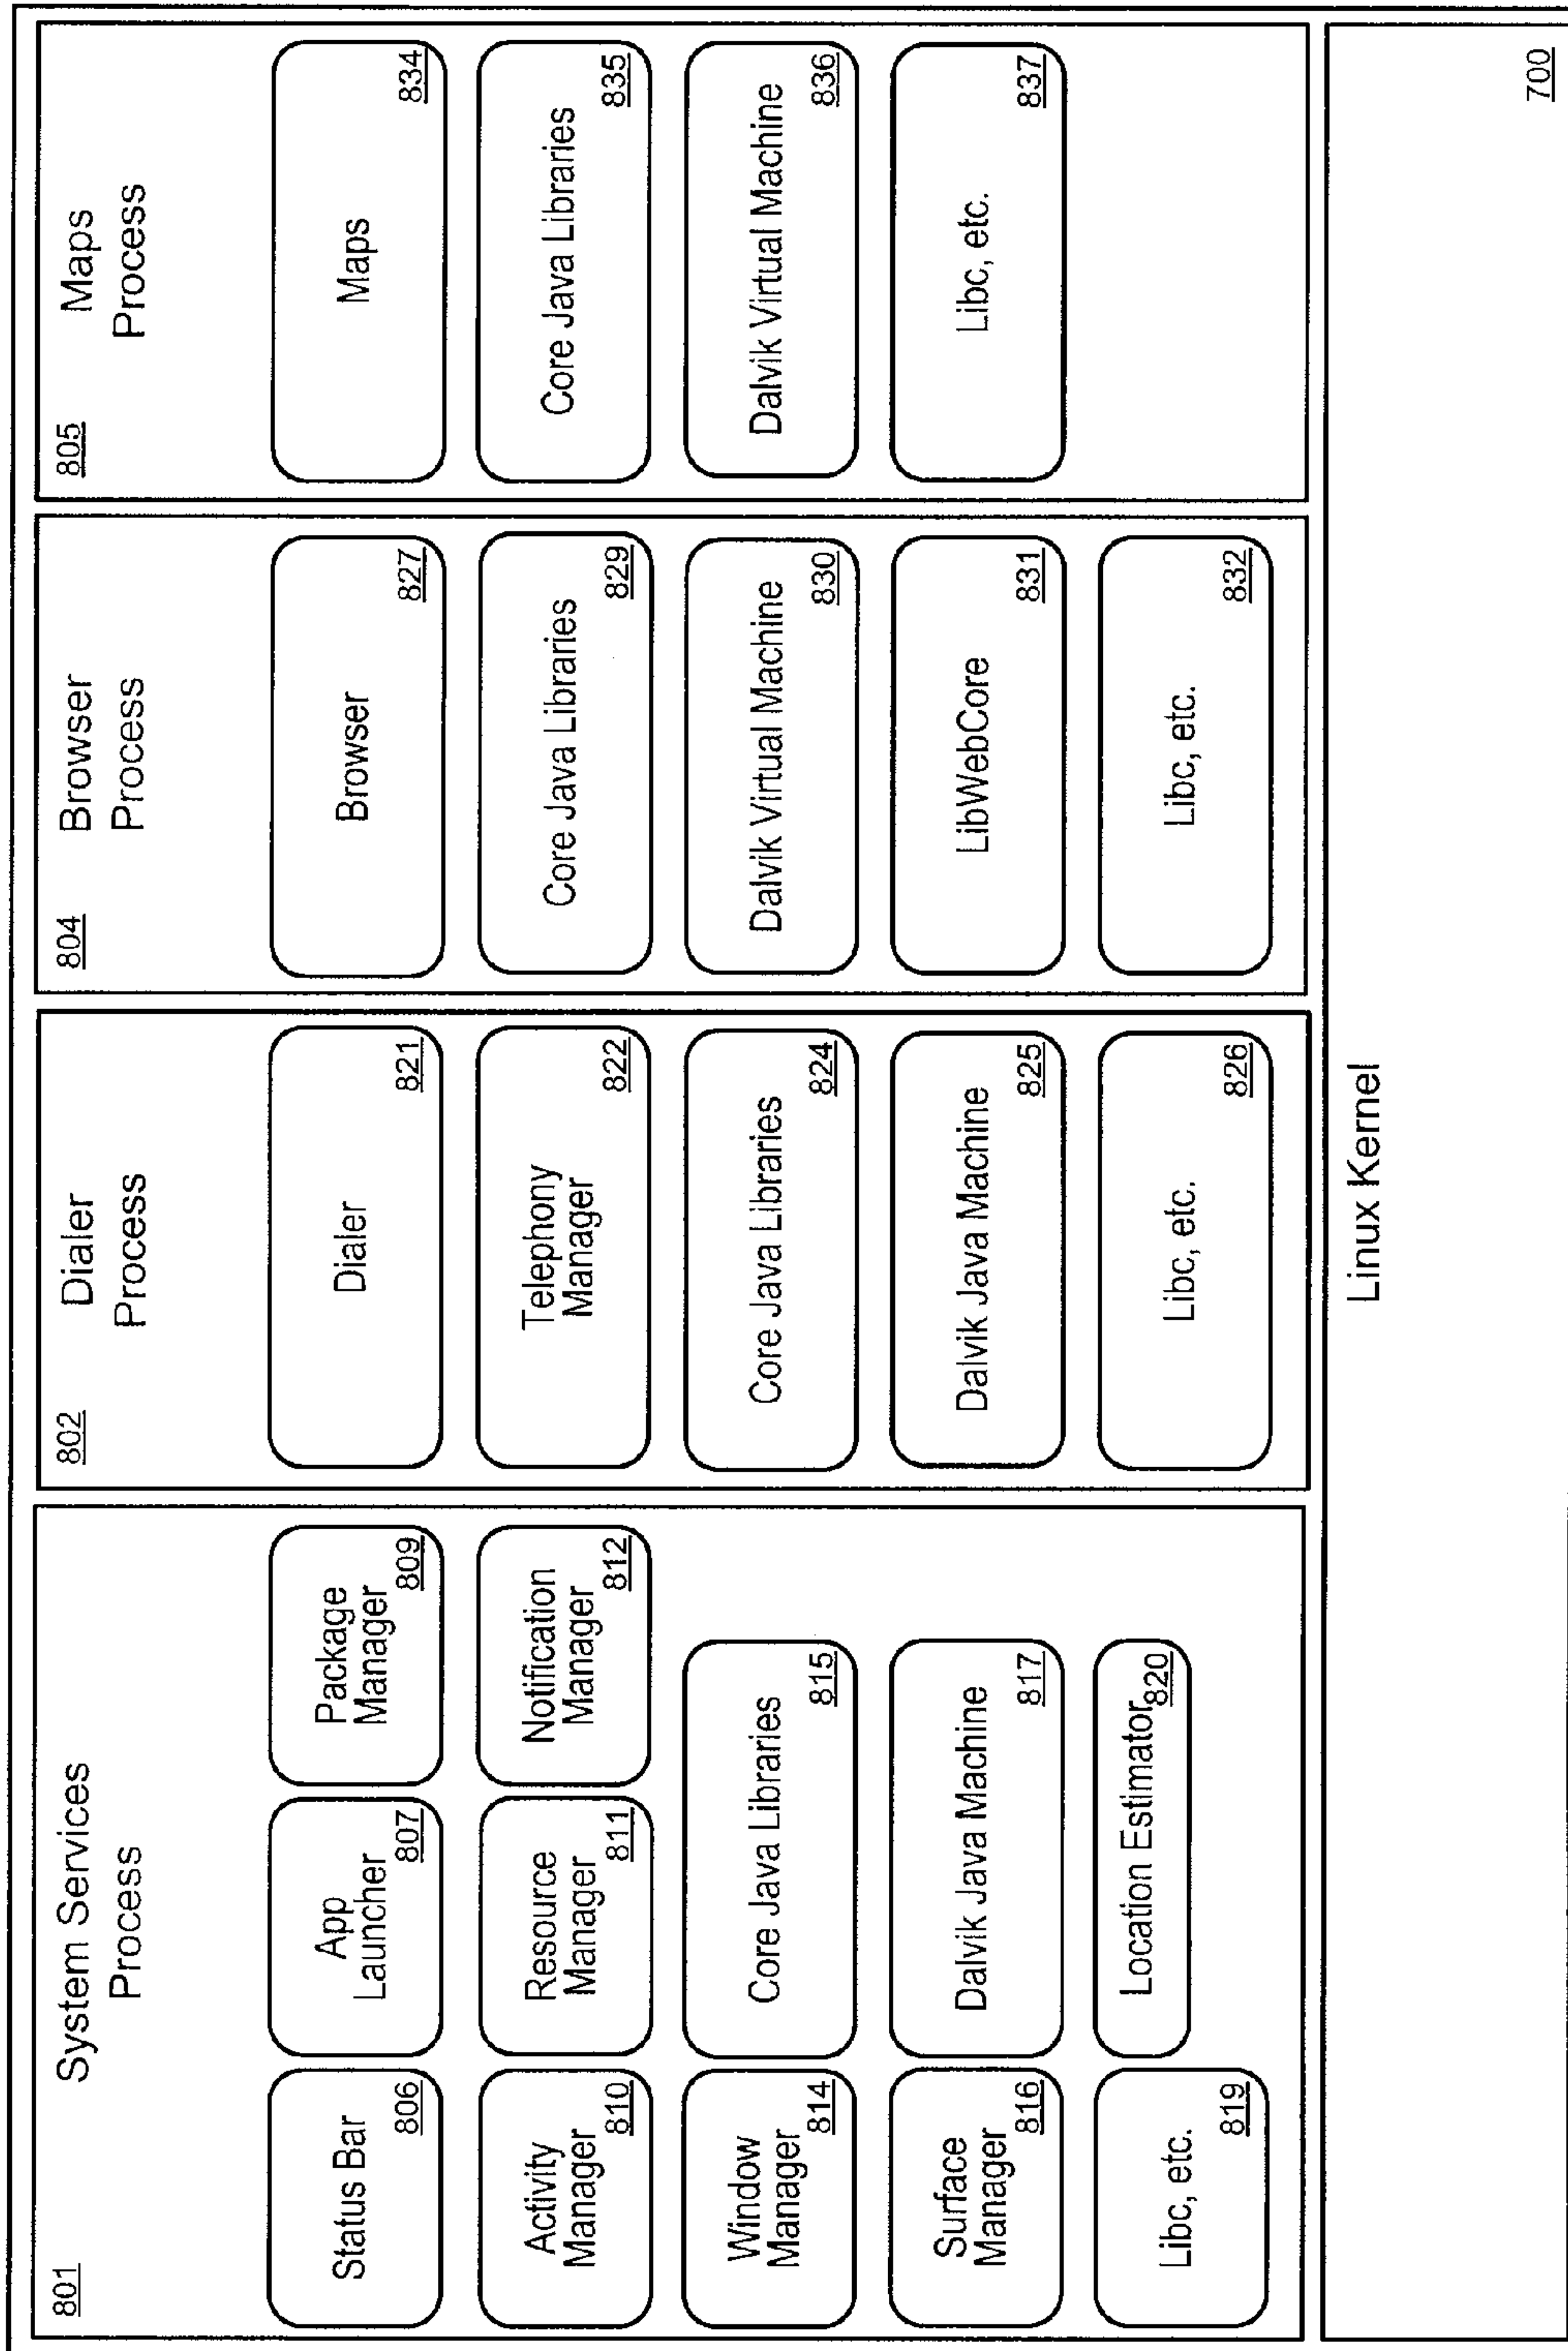 801
System Services
Process
Status Bar
806
App
Launcher
807
Package
Manager
809
Activity
Manager
810
Resource
Manager
811
Notification
Manager
812
Window
Manager
814
Core Java Libraries
815
Surface
Manager
816
Dalvik Java Machine
817
Libc, etc.
819
Location Estimator
820
802
Dialer
Process
Dialer
821
Telephony
Manager
822
Core Java Libraries
824
Dalvik Java Machine
825
Libc, etc.
826
804
Browser
Process
Browser
827
Core Java Libraries
829
Dalvik Virtual Machine
830
LibWebCore
831
Libc, etc.
832
805
Maps
Process
Maps
834
Core Java Libraries
835
Dalvik Virtual Machine
836
Libc, etc.
837
Linux Kernel
700